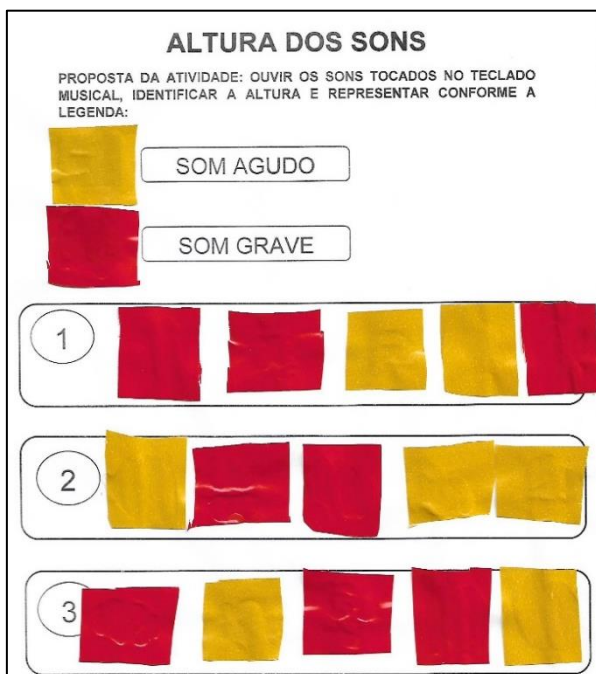 ALTURA DOS SONS
PROPOSTA DA ATIVIDADE: OUVIR OS SONS TOCADOS NO TECLADO
MUSICAL, IDENTIFICAR A ALTURA E REPRESENTAR CONFORME A
LEGENDA:
SOM AGUDO
SOM GRAVE
1
2
3